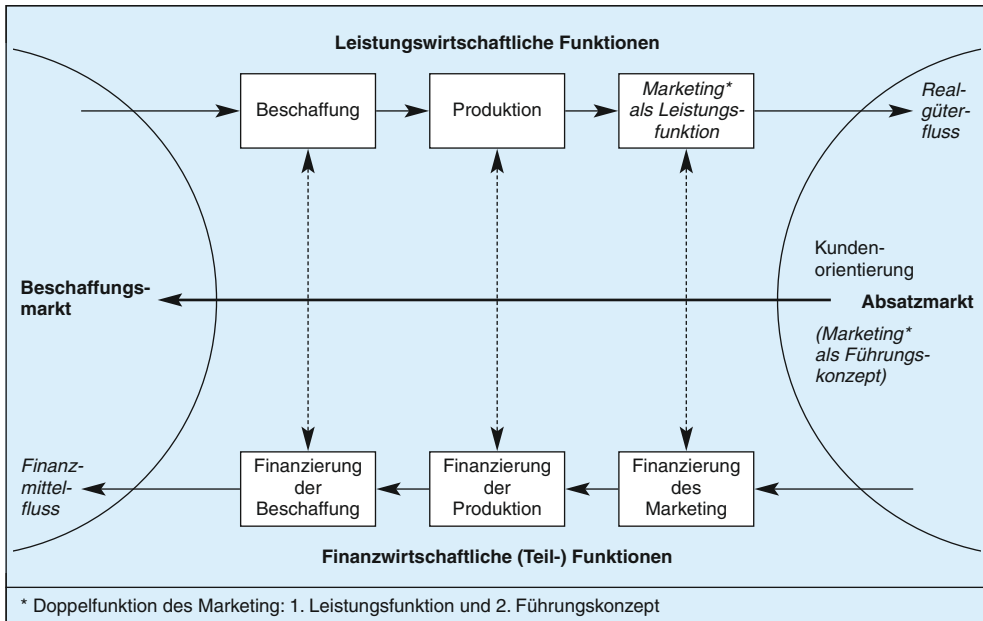 Leistungswirtschaftliche Funktionen
Beschaffung
Produktion
Marketing*
als Leistungs-
funktion
Real-
güter-
fluss
Kunden-
orientierung
Beschaffungs-
markt
Absatzmarkt
(Marketing*
als Führungs-
konzept)
Finanz-
mittel-
fluss
Finanzierung
der
Beschaffung
Finanzierung
der
Produktion
Finanzierung
des
Marketing
Finanzwirtschaftliche (Teil-) Funktionen
* Doppelfunktion des Marketing: 1. Leistungsfunktion und 2. Führungskonzept